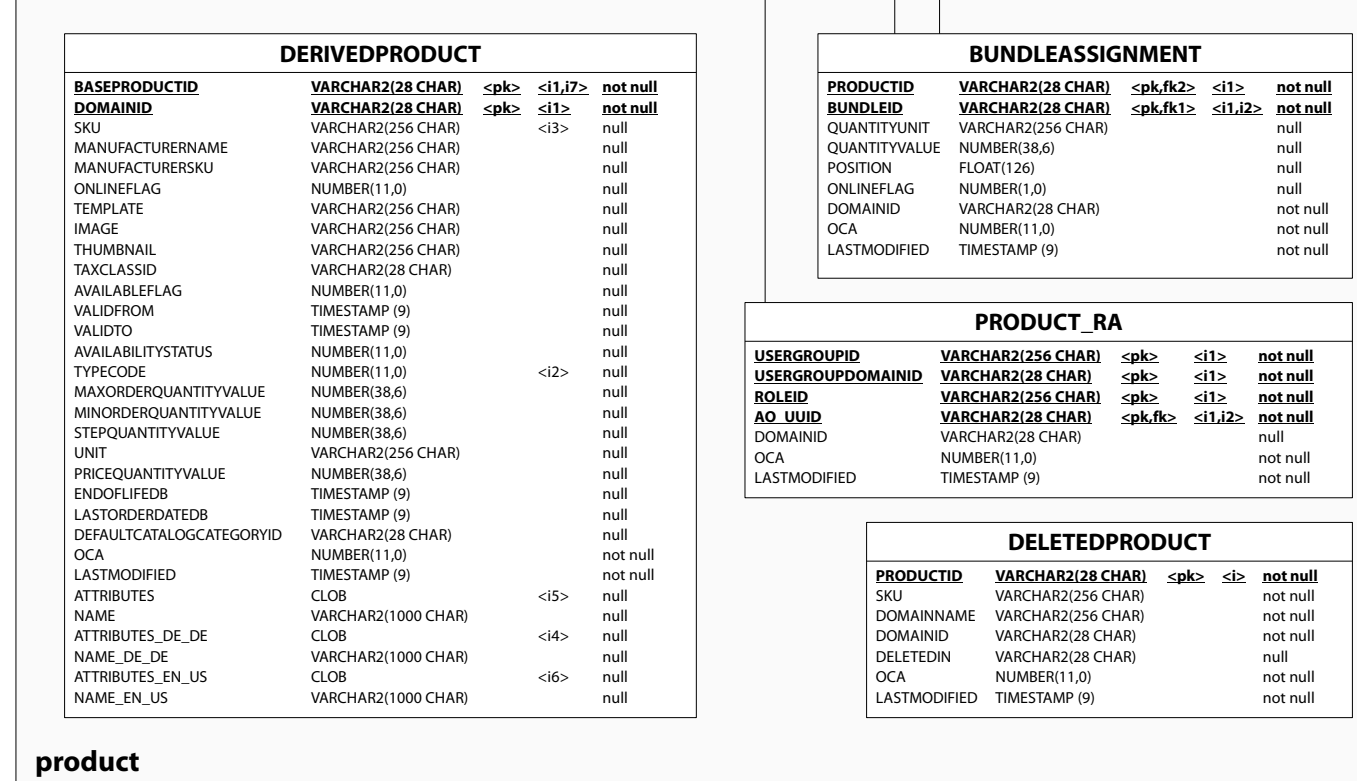 DERIVEDPRODUCT
BASEPRODUCTID VARCHAR2(28 CHAR) <pk> <i1,i7> not null
DOMAINID VARCHAR2(28 CHAR) <pk> <i1> not null
SKU VARCHAR2(256 CHAR) <i3> null
MANUFACTURERNAME VARCHAR2(256 CHAR) null
MANUFACTURERSKU VARCHAR2(256 CHAR) null
ONLINEFLAG NUMBER(11,0) null
TEMPLATE VARCHAR2(256 CHAR) null
IMAGE VARCHAR2(256 CHAR) null
THUMBNAIL VARCHAR2(256 CHAR) null
TAXCLASSID VARCHAR2(28 CHAR) null
AVAILABLEFLAG NUMBER(11,0) null
VALIDFROM TIMESTAMP (9) null
VALIDTO TIMESTAMP (9) null
AVAILABILITYSTATUS NUMBER(11,0) null
TYPECODE NUMBER(11,0) <i2> null
MAXORDERQUANTITYVALUE NUMBER(38,6) null
MINORDERQUANTITYVALUE NUMBER(38,6) null
STEPQUANTITYVALUE NUMBER(38,6) null
UNIT VARCHAR2(256 CHAR) null
PRICEQUANTITYVALUE NUMBER(38,6) null
ENDOFLIFEDB TIMESTAMP (9) null
LASTORDERDATEDB TIMESTAMP (9) null
DEFAULTCATALOGCATEGORYID VARCHAR2(28 CHAR) null
OCA NUMBER(11,0) not null
LASTMODIFIED TIMESTAMP (9) not null
ATTRIBUTES CLOB <i5> null
NAME VARCHAR2(1000 CHAR) null
ATTRIBUTES_DE_DE CLOB <i4> null
NAME_DE_DE VARCHAR2(1000 CHAR) null
ATTRIBUTES_EN_US CLOB <i6> null
NAME_EN_US VARCHAR2(1000 CHAR) null
BUNDLEASSIGNMENT
PRODUCTID VARCHAR2(28 CHAR) <pk,fk2> <i1> not null
BUNDLEID VARCHAR2(28 CHAR) <pk,fk1> <i1,i2> not null
QUANTITYUNIT VARCHAR2(256 CHAR) null
QUANTITYVALUE NUMBER(38,6) null
POSITION FLOAT(126) null
ONLINEFLAG NUMBER(1,0) null
DOMAINID VARCHAR2(28 CHAR) not null
OCA NUMBER(11,0) not null
LASTMODIFIED TIMESTAMP (9) not null
PRODUCT_RA
USERGROUPID VARCHAR2(256 CHAR) <pk> <i1> not null
USERGROUPDOMAINID VARCHAR2(28 CHAR) <pk> <i1> not null
ROLEID VARCHAR2(256 CHAR) <pk> <i1> not null
AO_UUID VARCHAR2(28 CHAR) <pk,fk> <i1,i2> not null
DOMAINID VARCHAR2(28 CHAR) null
OCA NUMBER(11,0) not null
LASTMODIFIED TIMESTAMP (9) not null
DELETEDPRODUCT
PRODUCTID VARCHAR2(28 CHAR) <pk> <i> not null
SKU VARCHAR2(256 CHAR) not null
DOMAINNAME VARCHAR2(256 CHAR) not null
DOMAINID VARCHAR2(28 CHAR) not null
DELETEDIN VARCHAR2(28 CHAR) null
OCA NUMBER(11,0) not null
LASTMODIFIED TIMESTAMP (9) not null
product